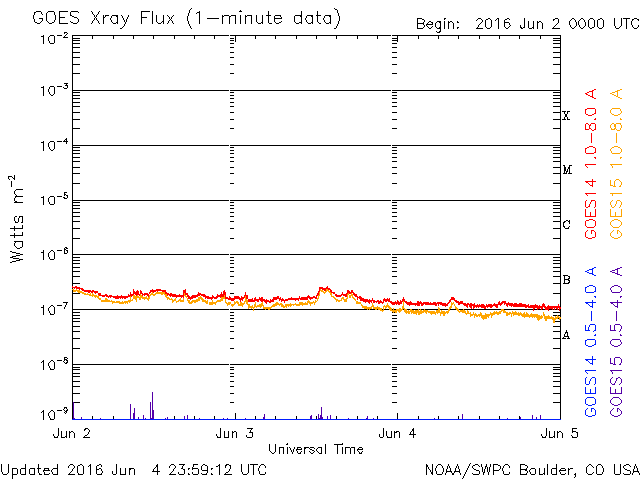 GOES Xray Flux (1-minute data)
Begin: 2016 Jun 2 0000 UTC
Watts m⁻²
10⁻²
10⁻³
10⁻⁴
10⁻⁵
10⁻⁶
10⁻⁷
10⁻⁸
10⁻⁹
X
M
C
B
A
GOES14 1.0-8.0 A
GOES15 1.0-8.0 A
GOES14 0.5-4.0 A
GOES15 0.5-4.0 A
Jun 2 Jun 3 Jun 4 Jun 5
Universal Time
Updated 2016 Jun 4 23:59:12 UTC
NOAA/SWPC Boulder, CO USA